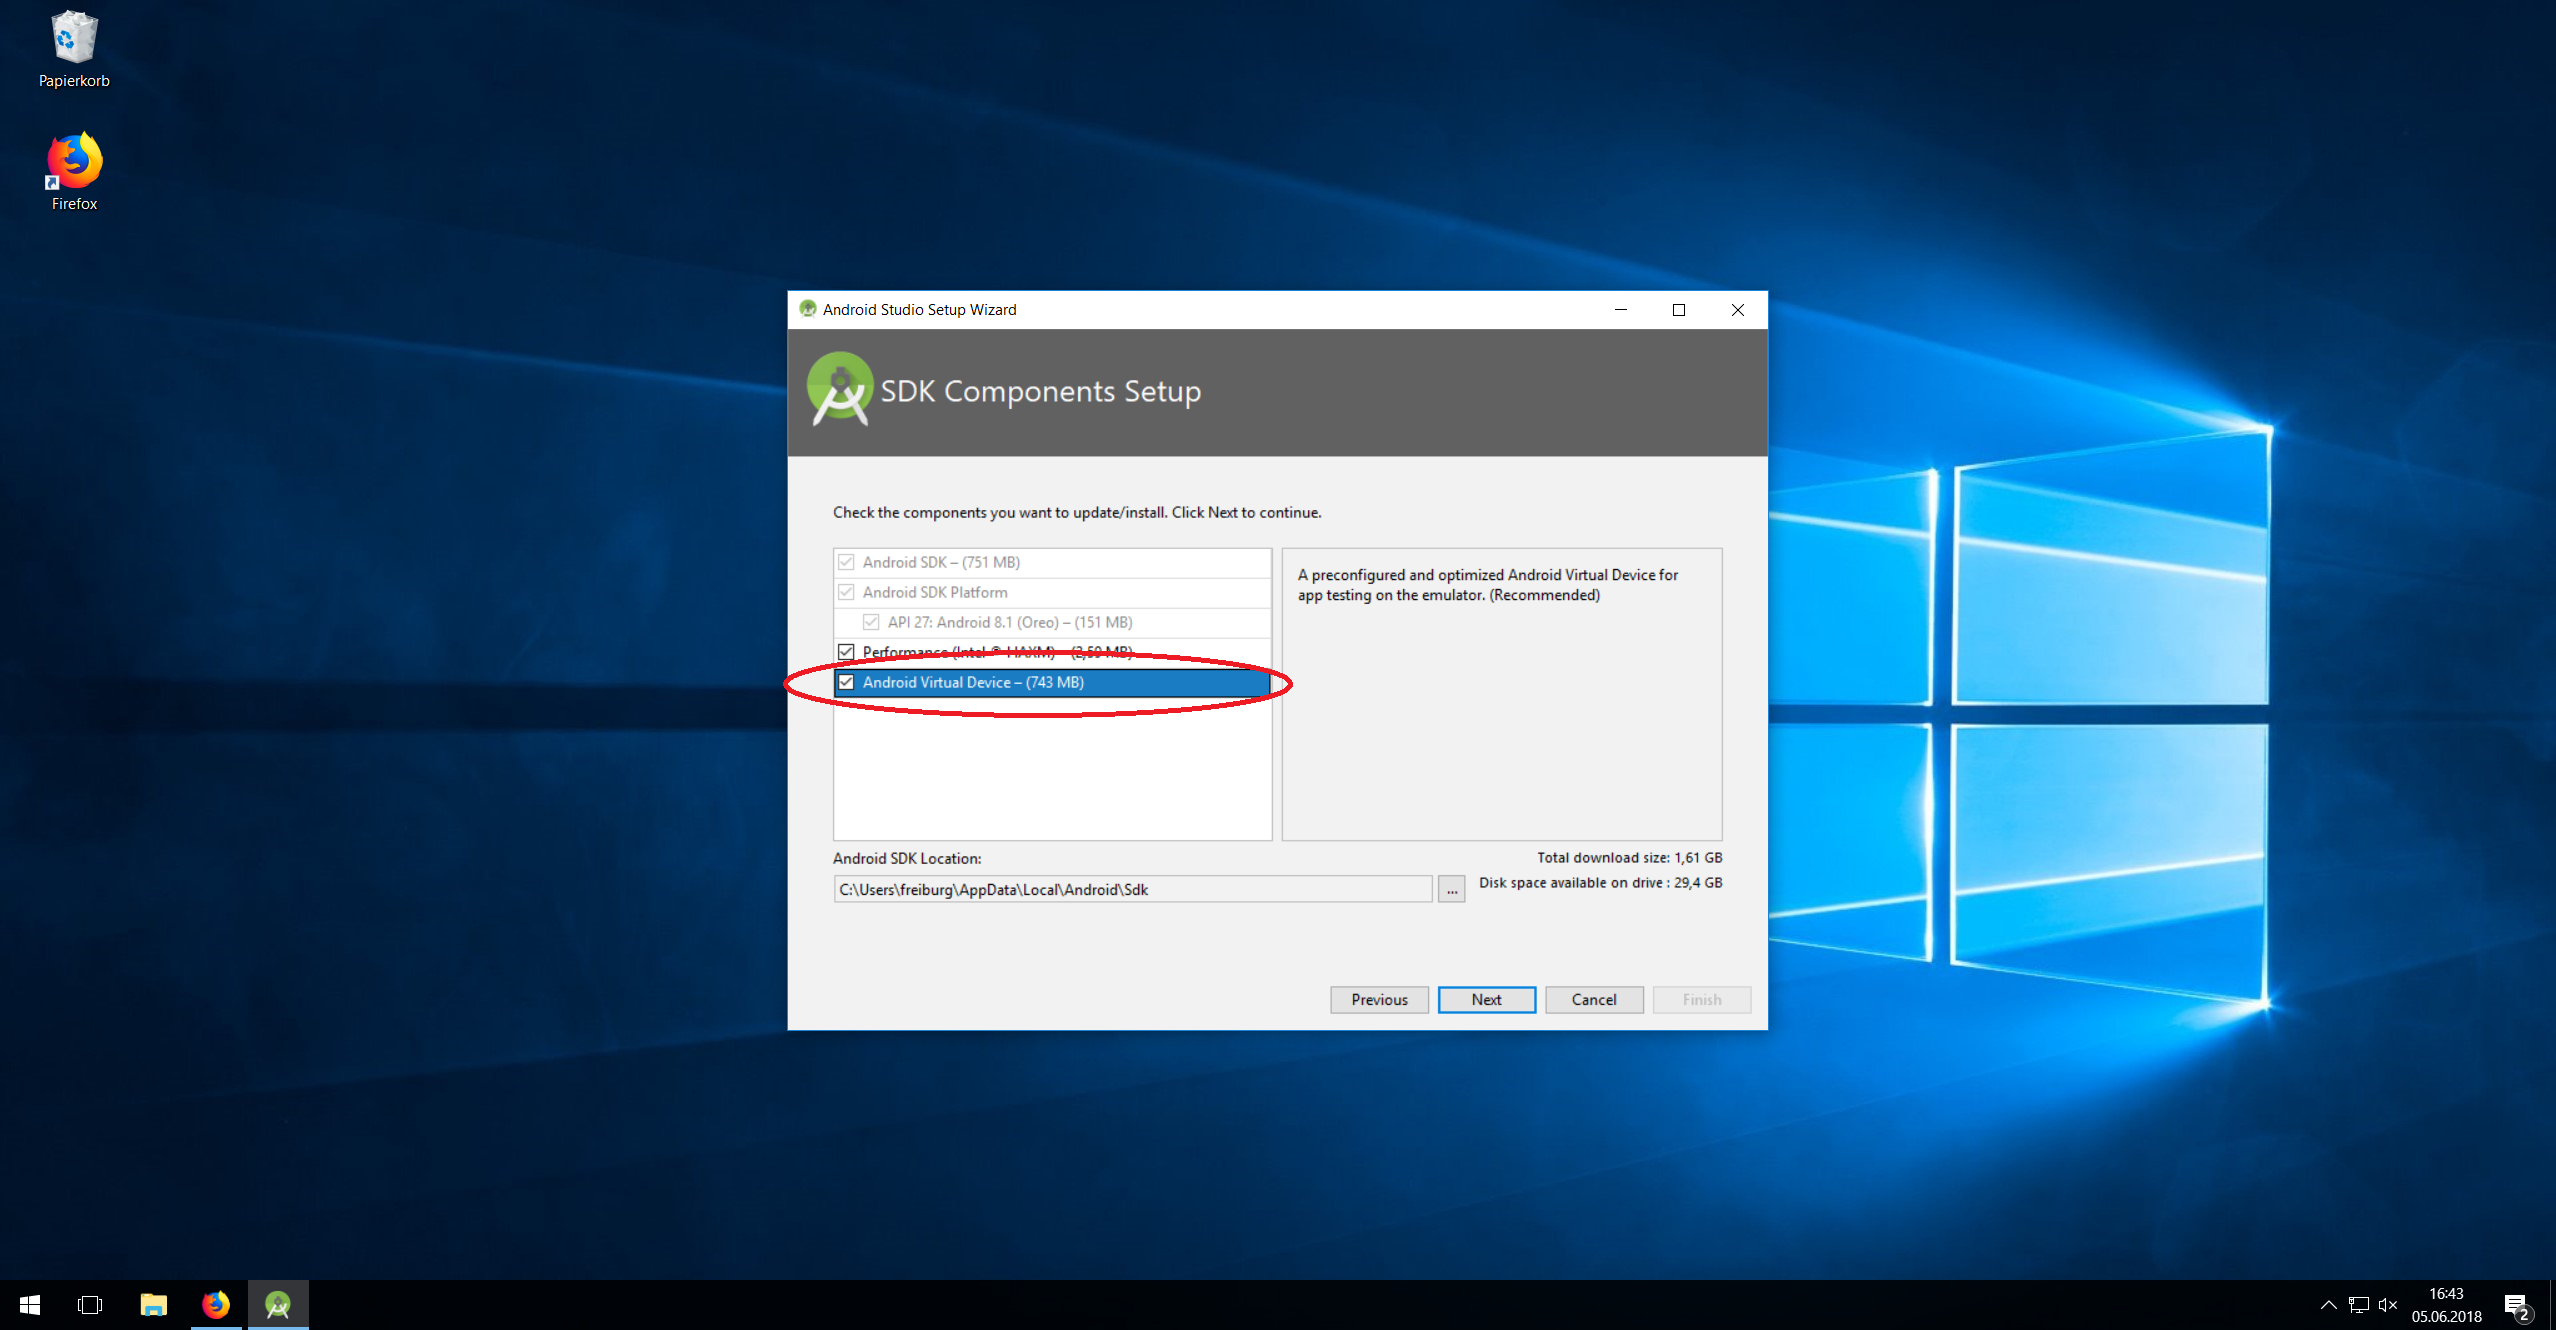 Papierkorb
Firefox
Android Studio Setup Wizard
SDK Components Setup
Check the components you want to update/install. Click Next to continue.
Android SDK – (751 MB)
Android SDK Platform
API 27: Android 8.1 (Oreo) – (151 MB)
Performance (Intel ® HAXM) – (2,59 MB)
Android Virtual Device – (743 MB)
A preconfigured and optimized Android Virtual Device for
app testing on the emulator. (Recommended)
Android SDK Location:
Total download size: 1,61 GB
C:\Users\freiburg\AppData\Local\Android\Sdk
...
Disk space available on drive : 29,4 GB
Previous
Next
Cancel
Finish
16:43
05.06.2018
2